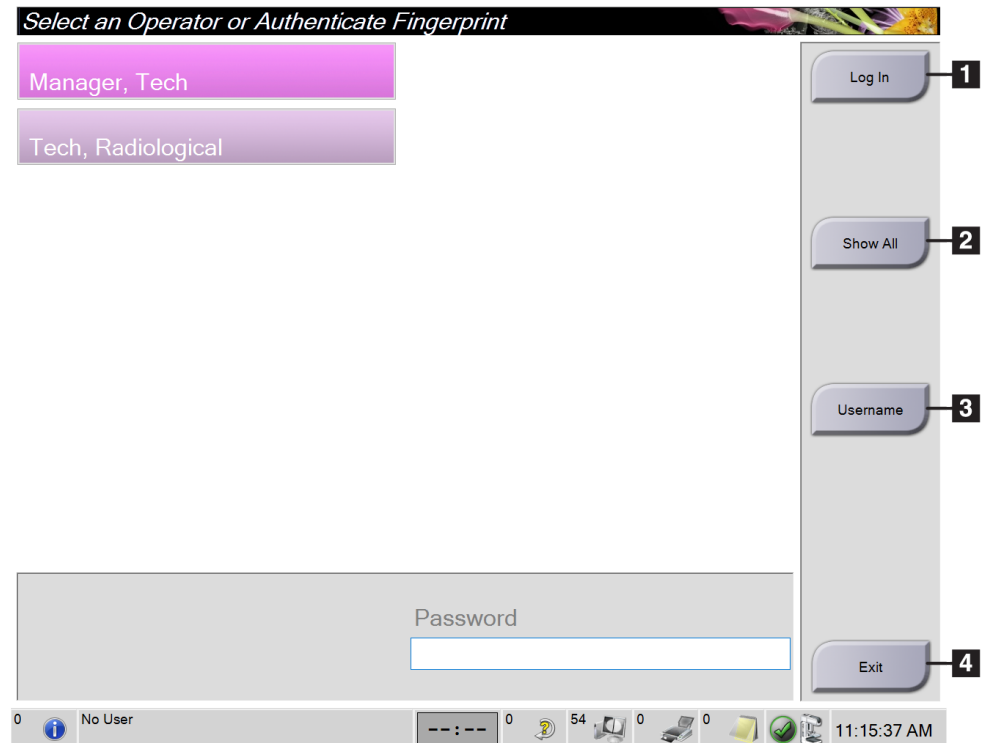 Select an Operator or Authenticate Fingerprint
Manager, Tech
Tech, Radiological
Log In
1
Show All
2
Username
3
Password
Exit
4
0 No User --:-- 0 54 0 0 11:15:37 AM